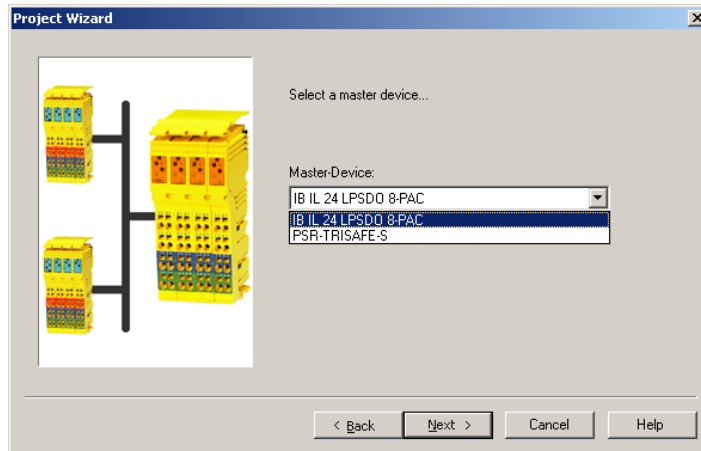 Project Wizard
Select a master device...
Master-Device:
IB IL 24 LPSDO 8-PAC
IB IL 24 LPSDO 8-PAC
PSR-TRISAFE-S
< Back
Next >
Cancel
Help